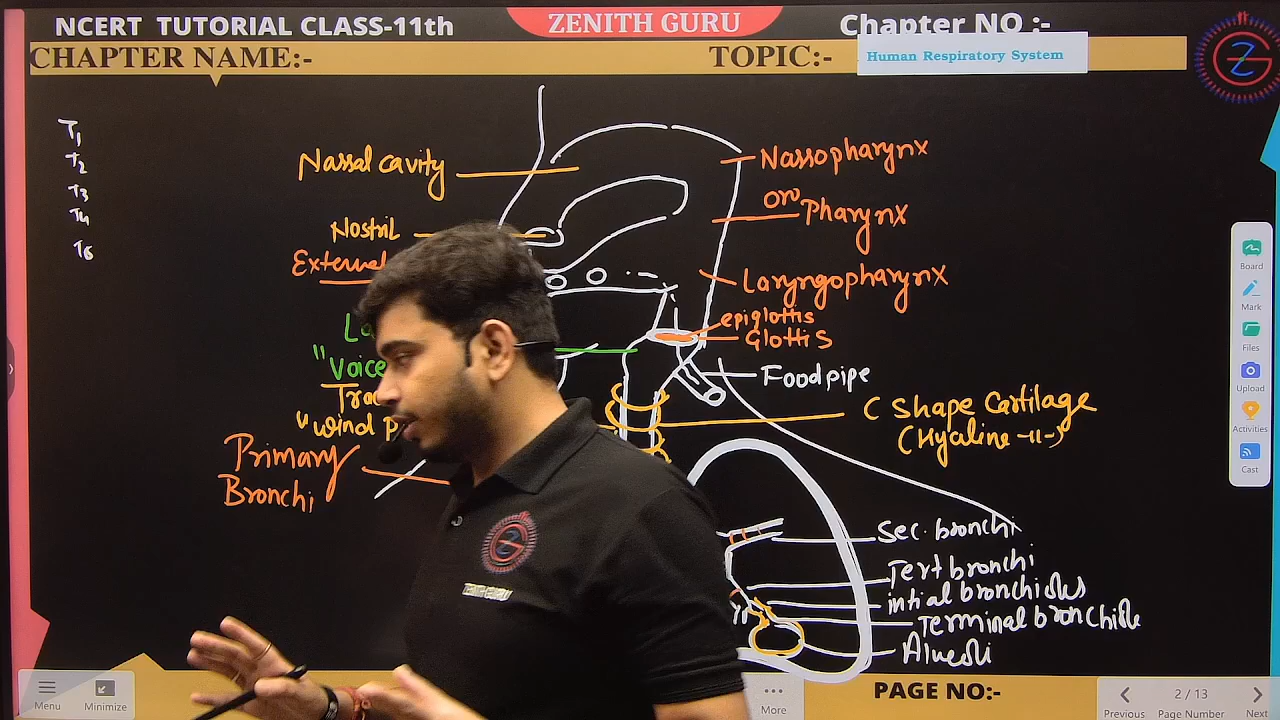 NCERT TUTORIAL CLASS-11th
ZENITH GURU
Chapter NO :-
CHAPTER NAME:-
TOPIC:-
Human Respiratory System
T1
T2
T3
T4
T5
Nassal cavity
Nostril
External
"Voice
"Wind p
Primary
Bronchi
Nassopharynx
oro pharynx
Laryngopharynx
epiglottis
Glottis
Food pipe
C Shape Cartilage
(Hyaline -11-)
Sec. bronchi
Tert bronchi
intial bronchioles
Terminal bronchiole
Alveoli
Board
Mark
Files
Upload
Activities
Cast
Menu
Minimize
More
PAGE NO:-
2 / 13
Previous
Page Number
Next